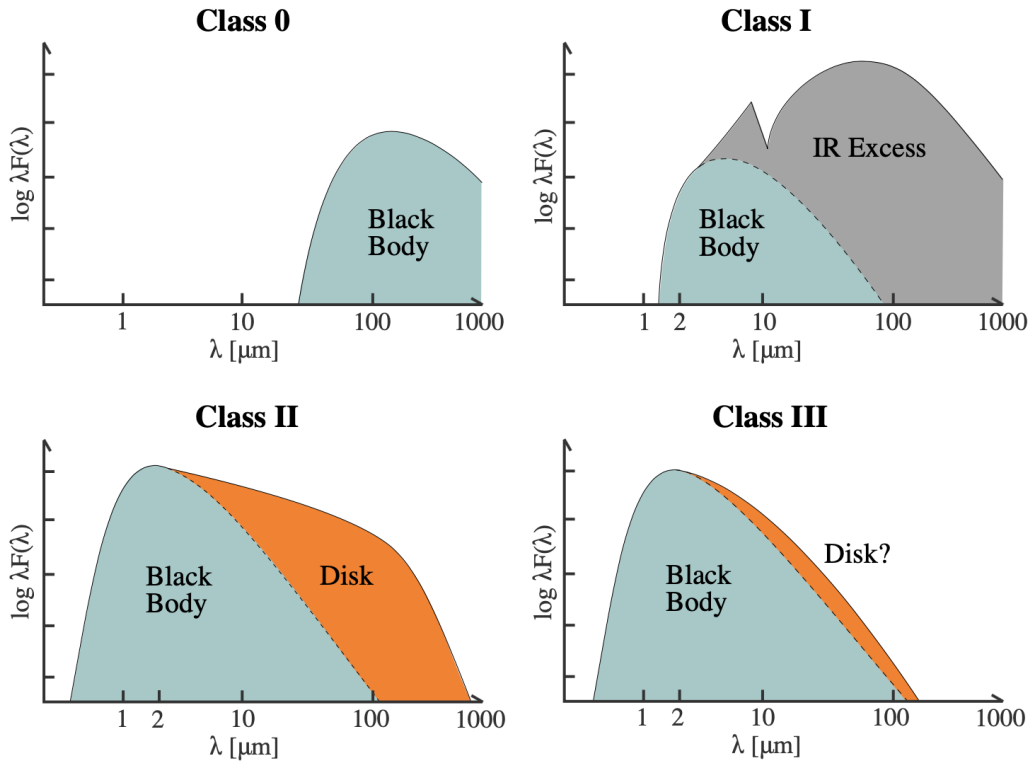 Class 0
log λF(λ)
Black
Body
1 10 100 1000
λ [μm]
Class I
log λF(λ)
IR Excess
Black
Body
1 2 10 100 1000
λ [μm]
Class II
log λF(λ)
Black
Body
Disk
1 2 10 100 1000
λ [μm]
Class III
log λF(λ)
Disk?
Black
Body
1 2 10 100 1000
λ [μm]